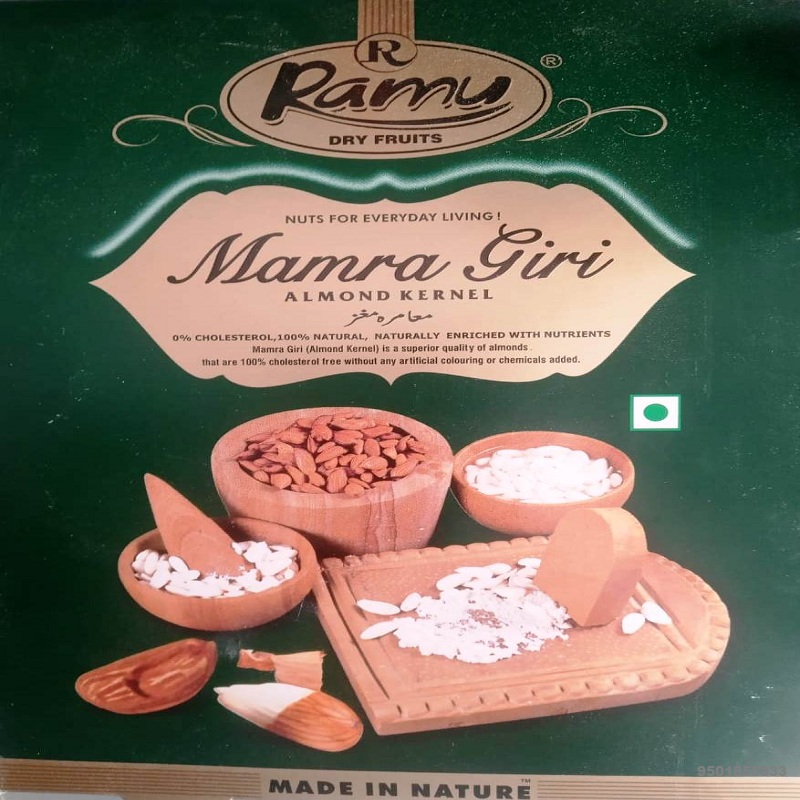 R
Ramu ®
DRY FRUITS
NUTS FOR EVERYDAY LIVING!
Mamra Giri
ALMOND KERNEL
مامره مغز
0% CHOLESTEROL,100% NATURAL, NATURALLY ENRICHED WITH NUTRIENTS
Mamra Giri (Almond Kernel) is a superior quality of almonds.
that are 100% cholesterol free without any artificial colouring or chemicals added.
MADE IN NATURE™